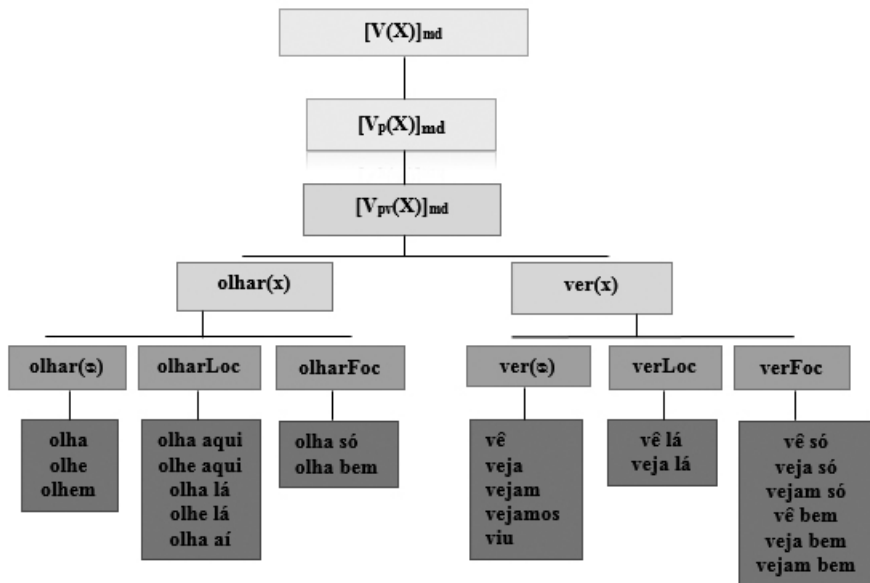 [V(X)]md
[Vp(X)]md
[Vpv(X)]md
olhar(x)
ver(x)
olhar(ᴓ)
olharLoc
olharFoc
ver(ᴓ)
verLoc
verFoc
olha
olhe
olhem
olha aqui
olhe aqui
olha lá
olhe lá
olha aí
olha só
olha bem
vê
veja
vejam
vejamos
viu
vê lá
veja lá
vê só
veja só
vejam só
vê bem
veja bem
vejam bem